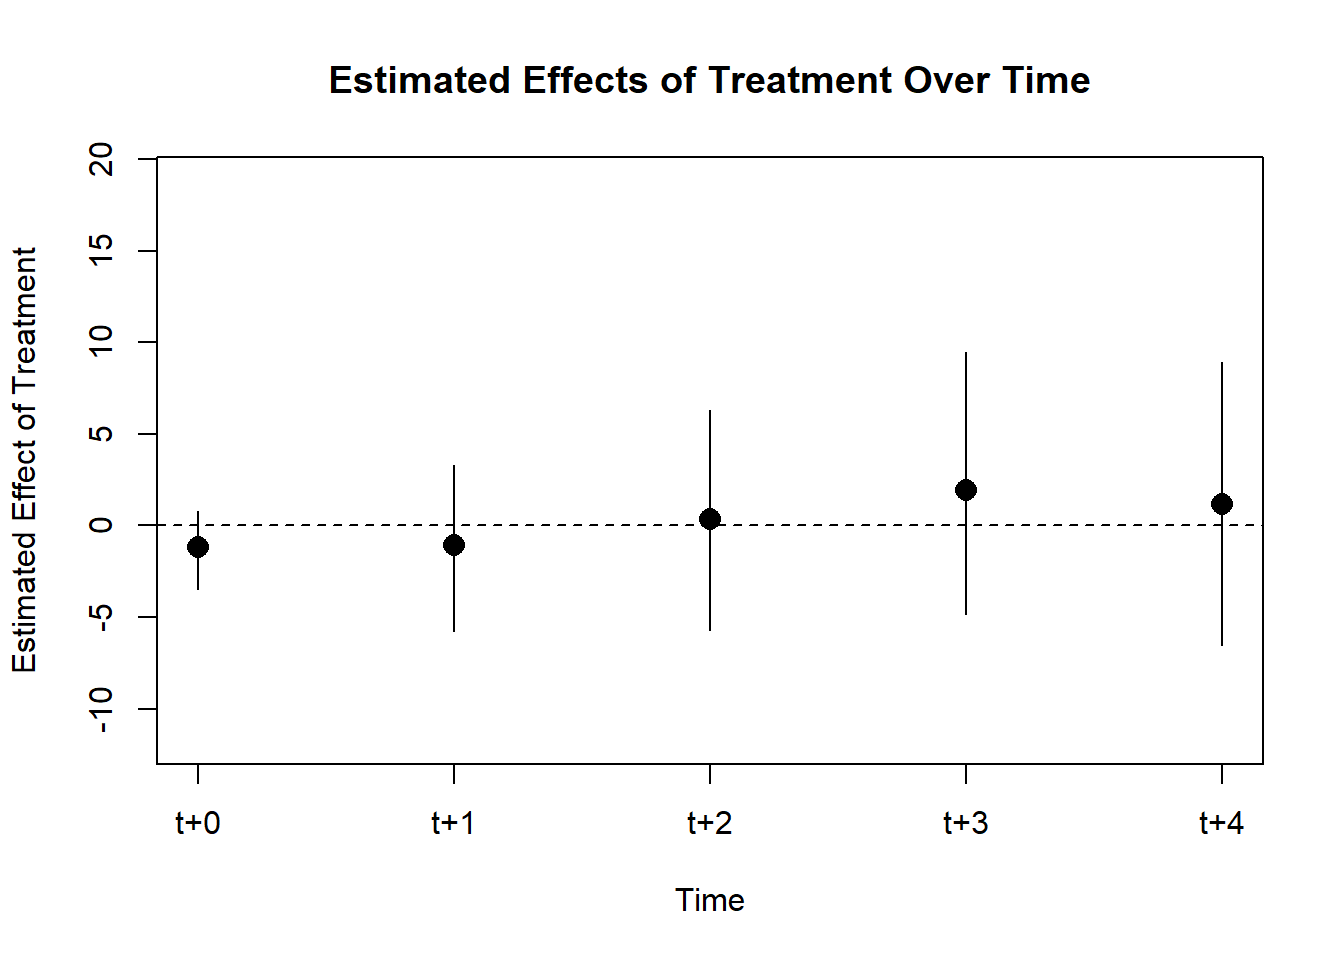 Estimated Effects of Treatment Over Time
Estimated Effect of Treatment
20
15
10
5
0
-5
-10
t+0 t+1 t+2 t+3 t+4
Time